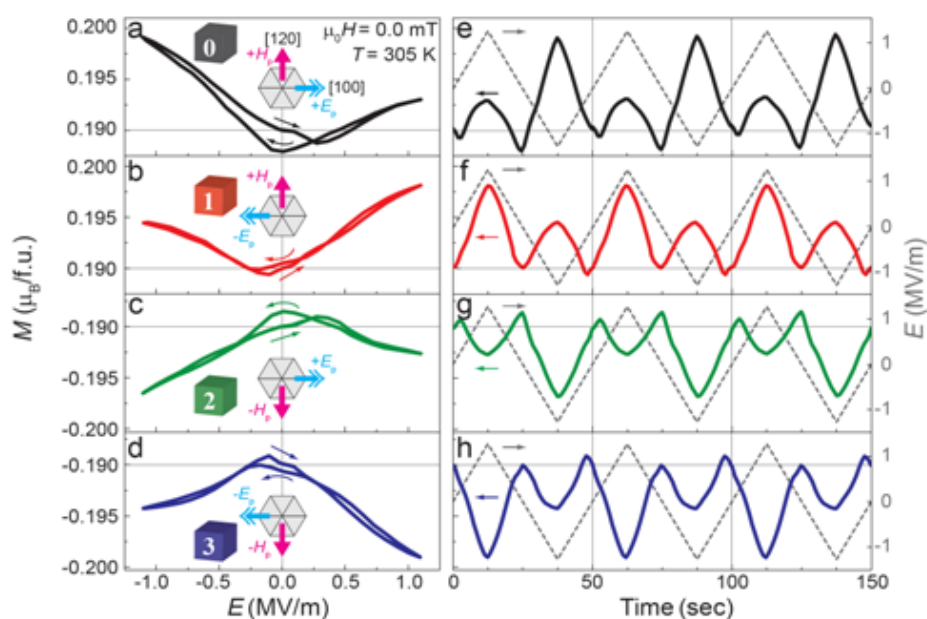 a
0
[120]
+Hp
μ0H = 0.0 mT
T = 305 K
[100]
+Ep
0.200
0.195
0.190
b
1
+Hp
-Ep
0.200
0.195
0.190
c
2
+Ep
-Hp
-0.190
-0.195
-0.200
d
3
-Ep
-Hp
-0.190
-0.195
-0.200
M (μB/f.u.)
-1.0 -0.5 0.0 0.5 1.0
E (MV/m)
e
1
0
-1
f
1
0
-1
g
1
0
-1
h
1
0
-1
E (MV/m)
0 50 100 150
Time (sec)